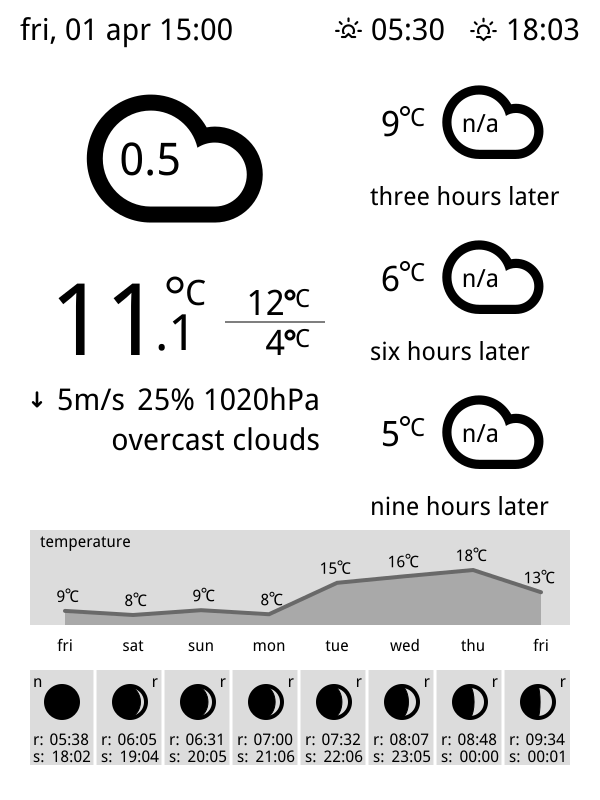 fri, 01 apr 15:00 05:30 18:03
0.5
9°C n/a
three hours later
11.1°C 12°C
4°C
6°C n/a
six hours later
5m/s 25% 1020hPa
overcast clouds
5°C n/a
nine hours later
temperature
9℃ 8℃ 9℃ 8℃ 15℃ 16℃ 18℃ 13℃
fri sat sun mon tue wed thu fri
n r r r r r r r
r: 05:38 r: 06:05 r: 06:31 r: 07:00 r: 07:32 r: 08:07 r: 08:48 r: 09:34
s: 18:02 s: 19:04 s: 20:05 s: 21:06 s: 22:06 s: 23:05 s: 00:00 s: 00:01